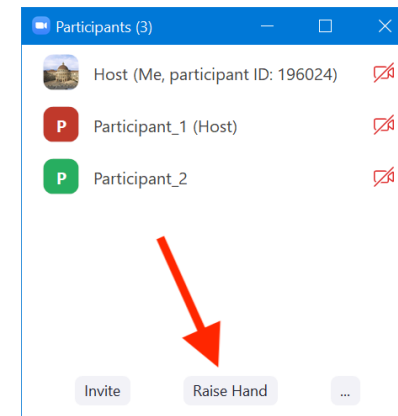 Participants (3)
Host (Me, participant ID: 196024)
P Participant_1 (Host)
P Participant_2
Invite Raise Hand ...